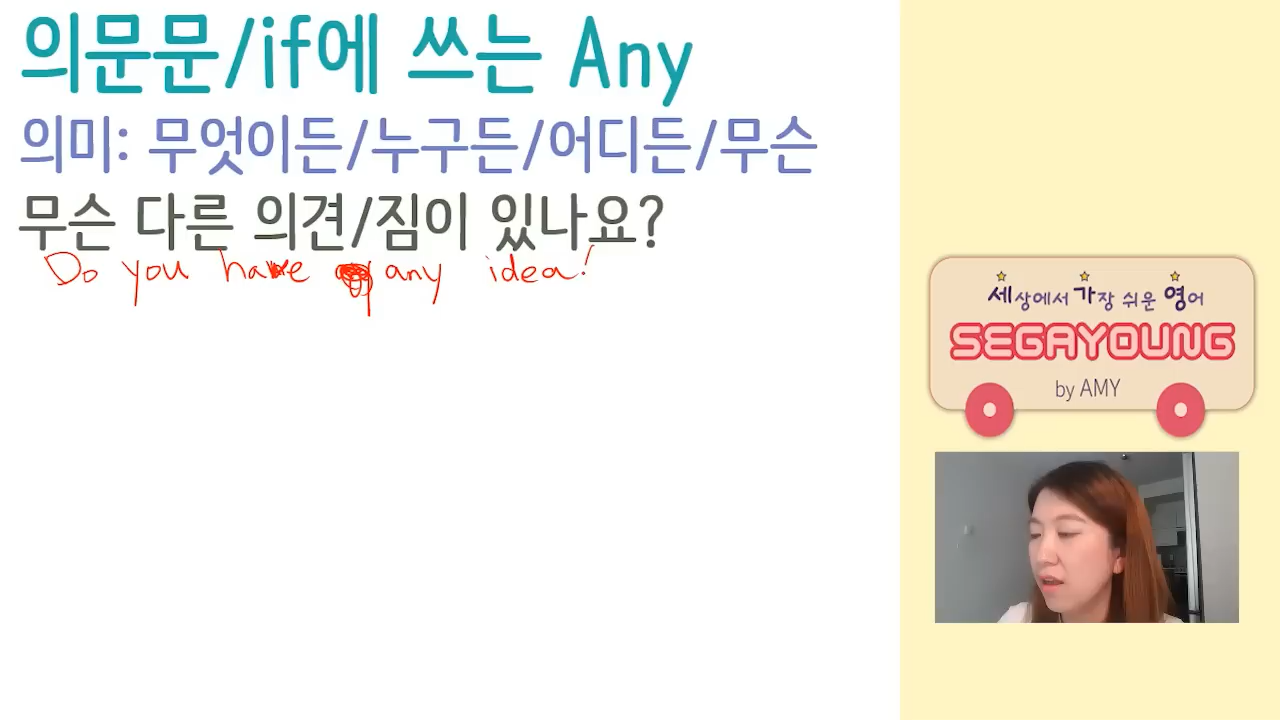 의문문/if에 쓰는 Any
의미: 무엇이든/누구든/어디든/무슨
무슨 다른 의견/짐이 있나요?
Do you have any idea?
세상에서 가장 쉬운 영어
SEGAYOUNG
by AMY